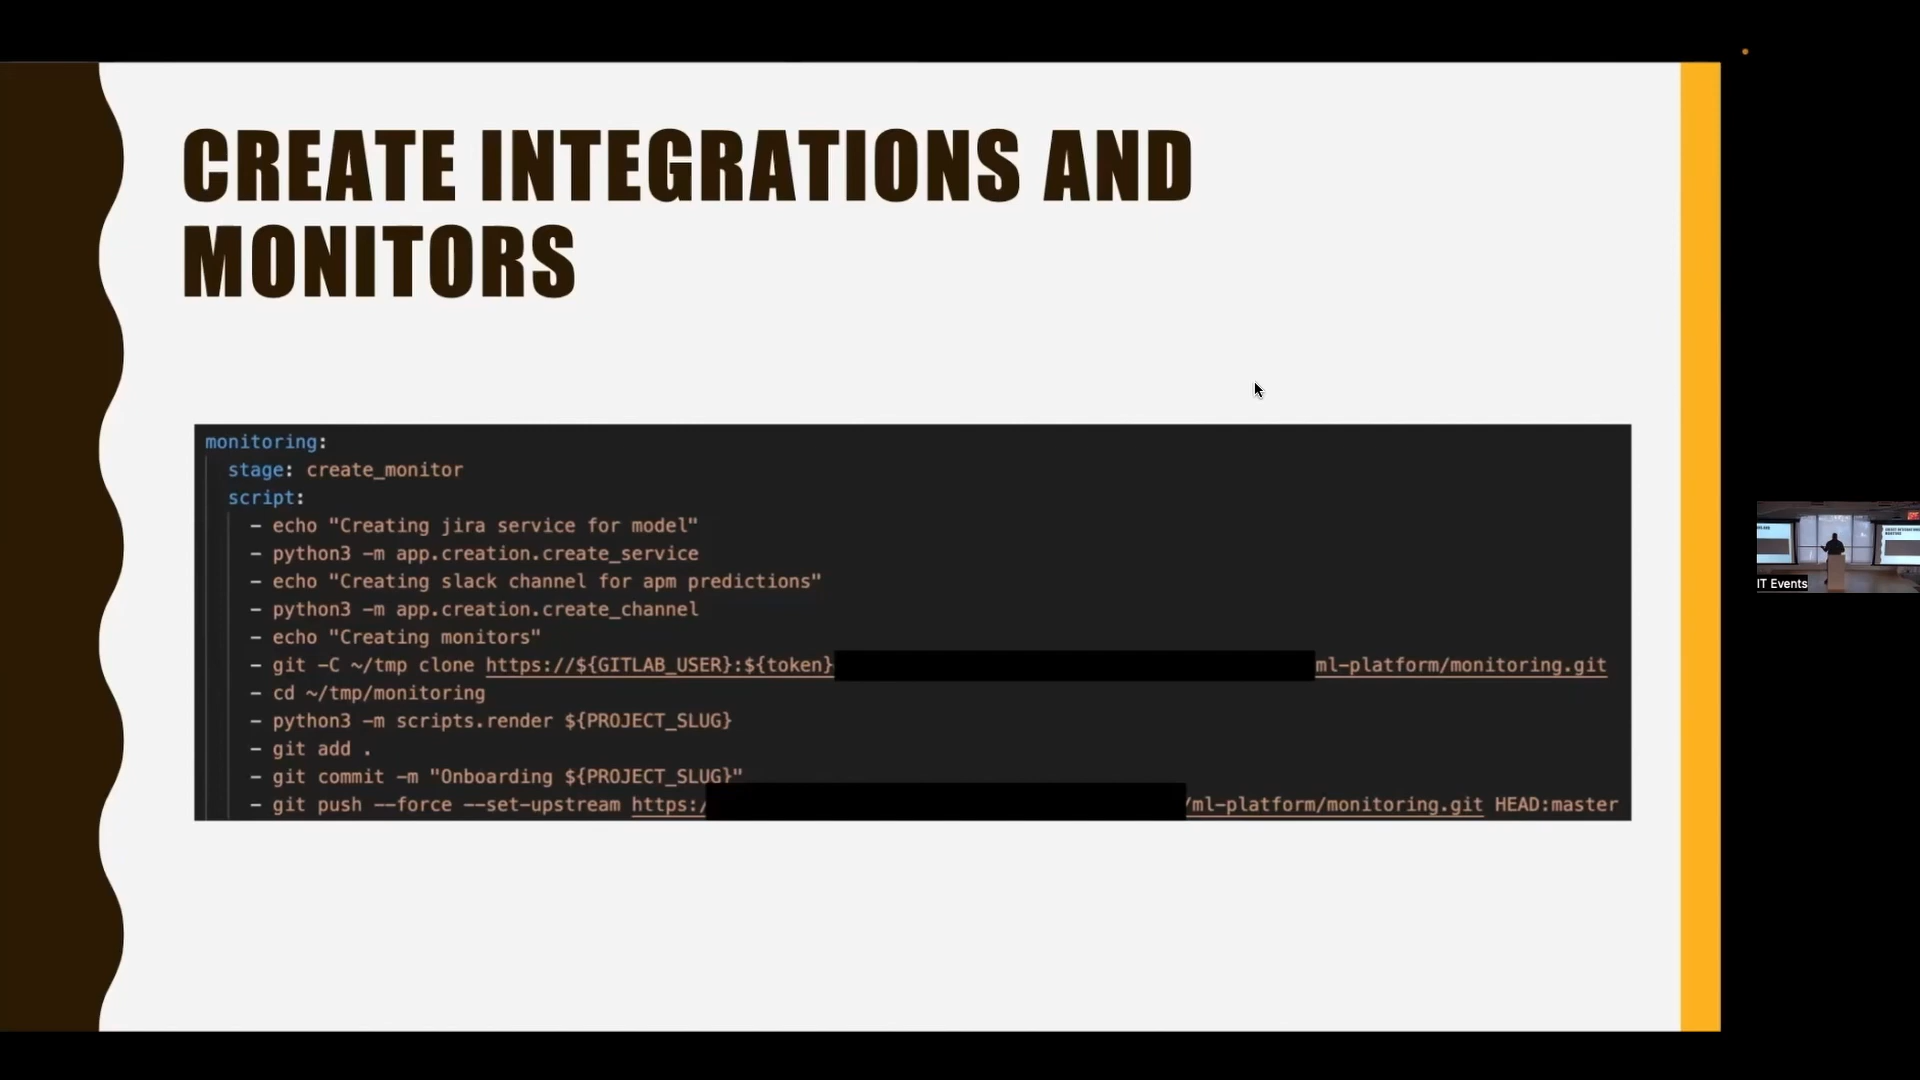 CREATE INTEGRATIONS AND
MONITORS
monitoring:
stage: create_monitor
script:
- echo "Creating jira service for model"
- python3 -m app.creation.create_service
- echo "Creating slack channel for apm predictions"
- python3 -m app.creation.create_channel
- echo "Creating monitors"
- git -C ~/tmp clone https://${GITLAB_USER}:${token} ml-platform/monitoring.git
- cd ~/tmp/monitoring
- python3 -m scripts.render ${PROJECT_SLUG}
- git add .
- git commit -m "Onboarding ${PROJECT_SLUG}"
- git push --force --set-upstream https:/ /ml-platform/monitoring.git HEAD:master
IT Events